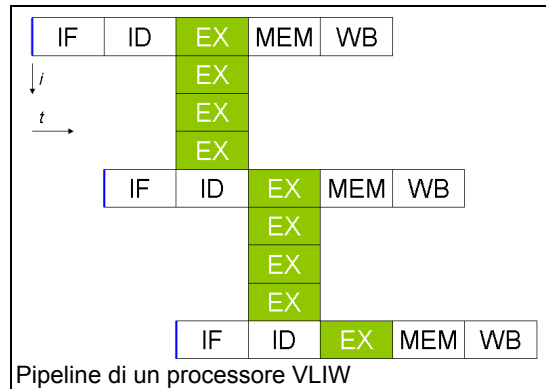 IF ID EX MEM WB
i
EX
t
EX
EX
IF ID EX MEM WB
EX
EX
EX
IF ID EX MEM WB
Pipeline di un processore VLIW